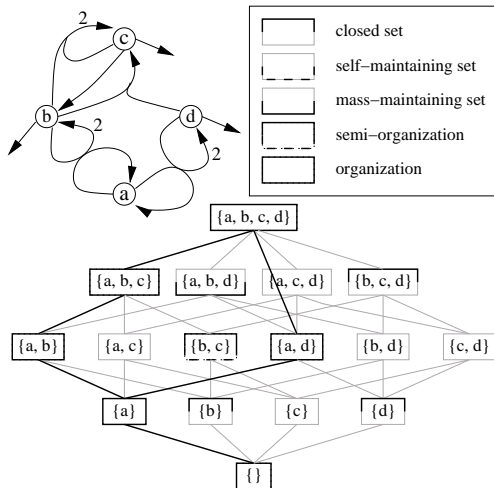 2
c
b
d
2
2
a
closed set
self-maintaining set
mass-maintaining set
semi-organization
organization
{a, b, c, d}
{a, b, c} {a, b, d} {a, c, d} {b, c, d}
{a, b} {a, c} {b, c} {a, d} {b, d} {c, d}
{a} {b} {c} {d}
{}